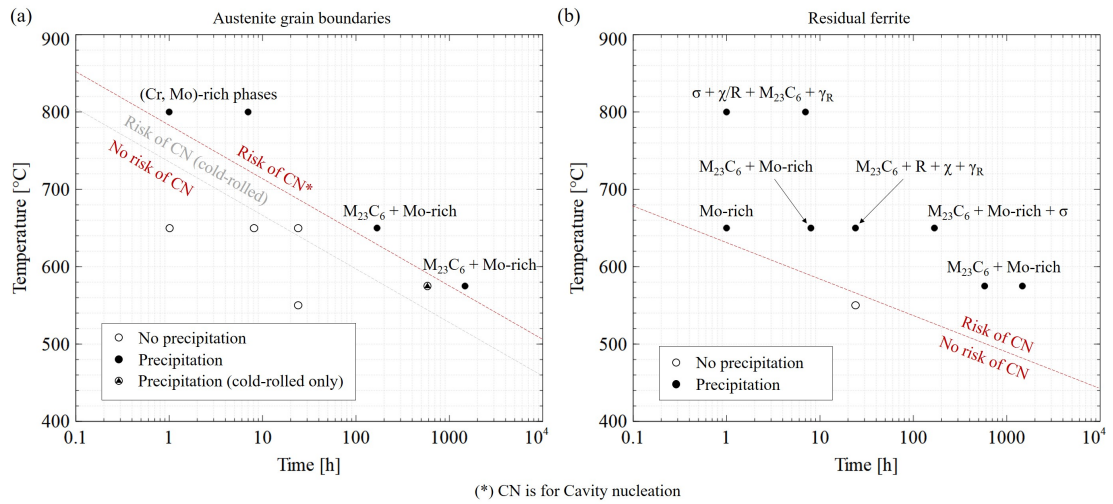 (a)
Austenite grain boundaries
900
800
700
600
500
400
Temperature [°C]
(Cr, Mo)-rich phases
Risk of CN (cold-rolled)
Risk of CN*
No risk of CN
M₂₃C₆ + Mo-rich
M₂₃C₆ + Mo-rich
No precipitation
Precipitation
Precipitation (cold-rolled only)
0.1 1 10 100 1000 10⁴
Time [h]
(b)
Residual ferrite
900
800
700
600
500
400
Temperature [°C]
σ + χ/R + M₂₃C₆ + γR
M₂₃C₆ + Mo-rich
M₂₃C₆ + R + χ + γR
Mo-rich
M₂₃C₆ + Mo-rich + σ
M₂₃C₆ + Mo-rich
Risk of CN
No risk of CN
No precipitation
Precipitation
0.1 1 10 100 1000 10⁴
Time [h]
(*) CN is for Cavity nucleation